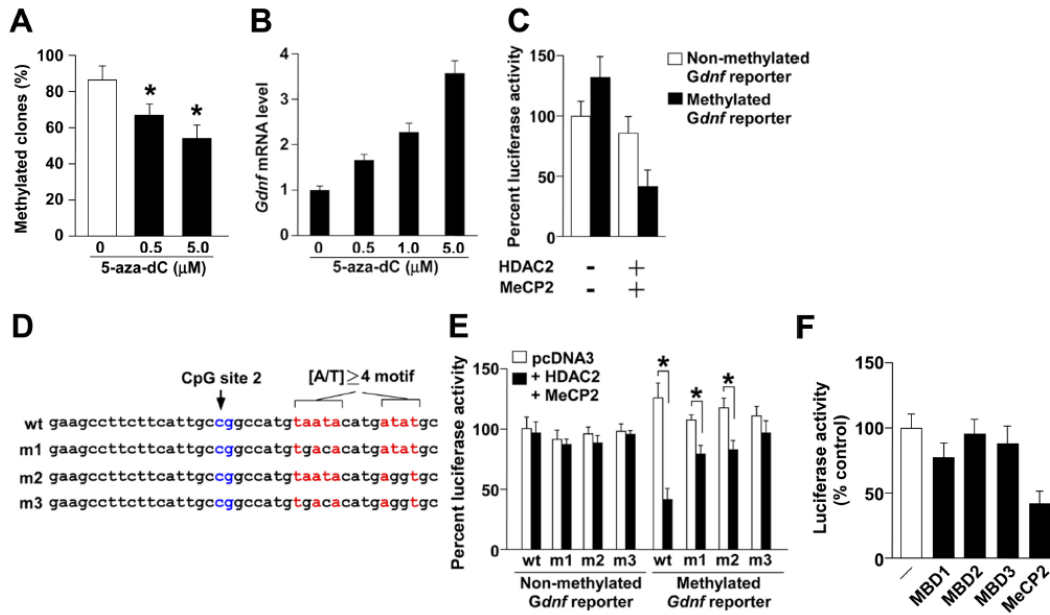 A
Methylated clones (%)
100
80
60
40
20
0
*
*
0 0.5 5.0
5-aza-dC (μM)
B
Gdnf mRNA level
4
3
2
1
0
0 0.5 1.0 5.0
5-aza-dC (μM)
C
Percent luciferase activity
150
100
50
0
Non-methylated
Gdnf reporter
Methylated
Gdnf reporter
HDAC2 - +
MeCP2 - +
D
CpG site 2
[A/T]≥4 motif
wt gaagccttcttcattgccggccatgtaatacatgatatgc
m1 gaagccttcttcattgccggccatgtgacacatgatatgc
m2 gaagccttcttcattgccggccatgtaatacatgaggtgc
m3 gaagccttcttcattgccggccatgtgacacatgaggtgc
E
Percent luciferase activity
150
100
50
0
pcDNA3
+ HDAC2
+ MeCP2
*
*
*
wt m1 m2 m3 wt m1 m2 m3
Non-methylated
Gdnf reporter
Methylated
Gdnf reporter
F
Luciferase activity
(% control)
150
100
50
0
—
MBD1
MBD2
MBD3
MeCP2